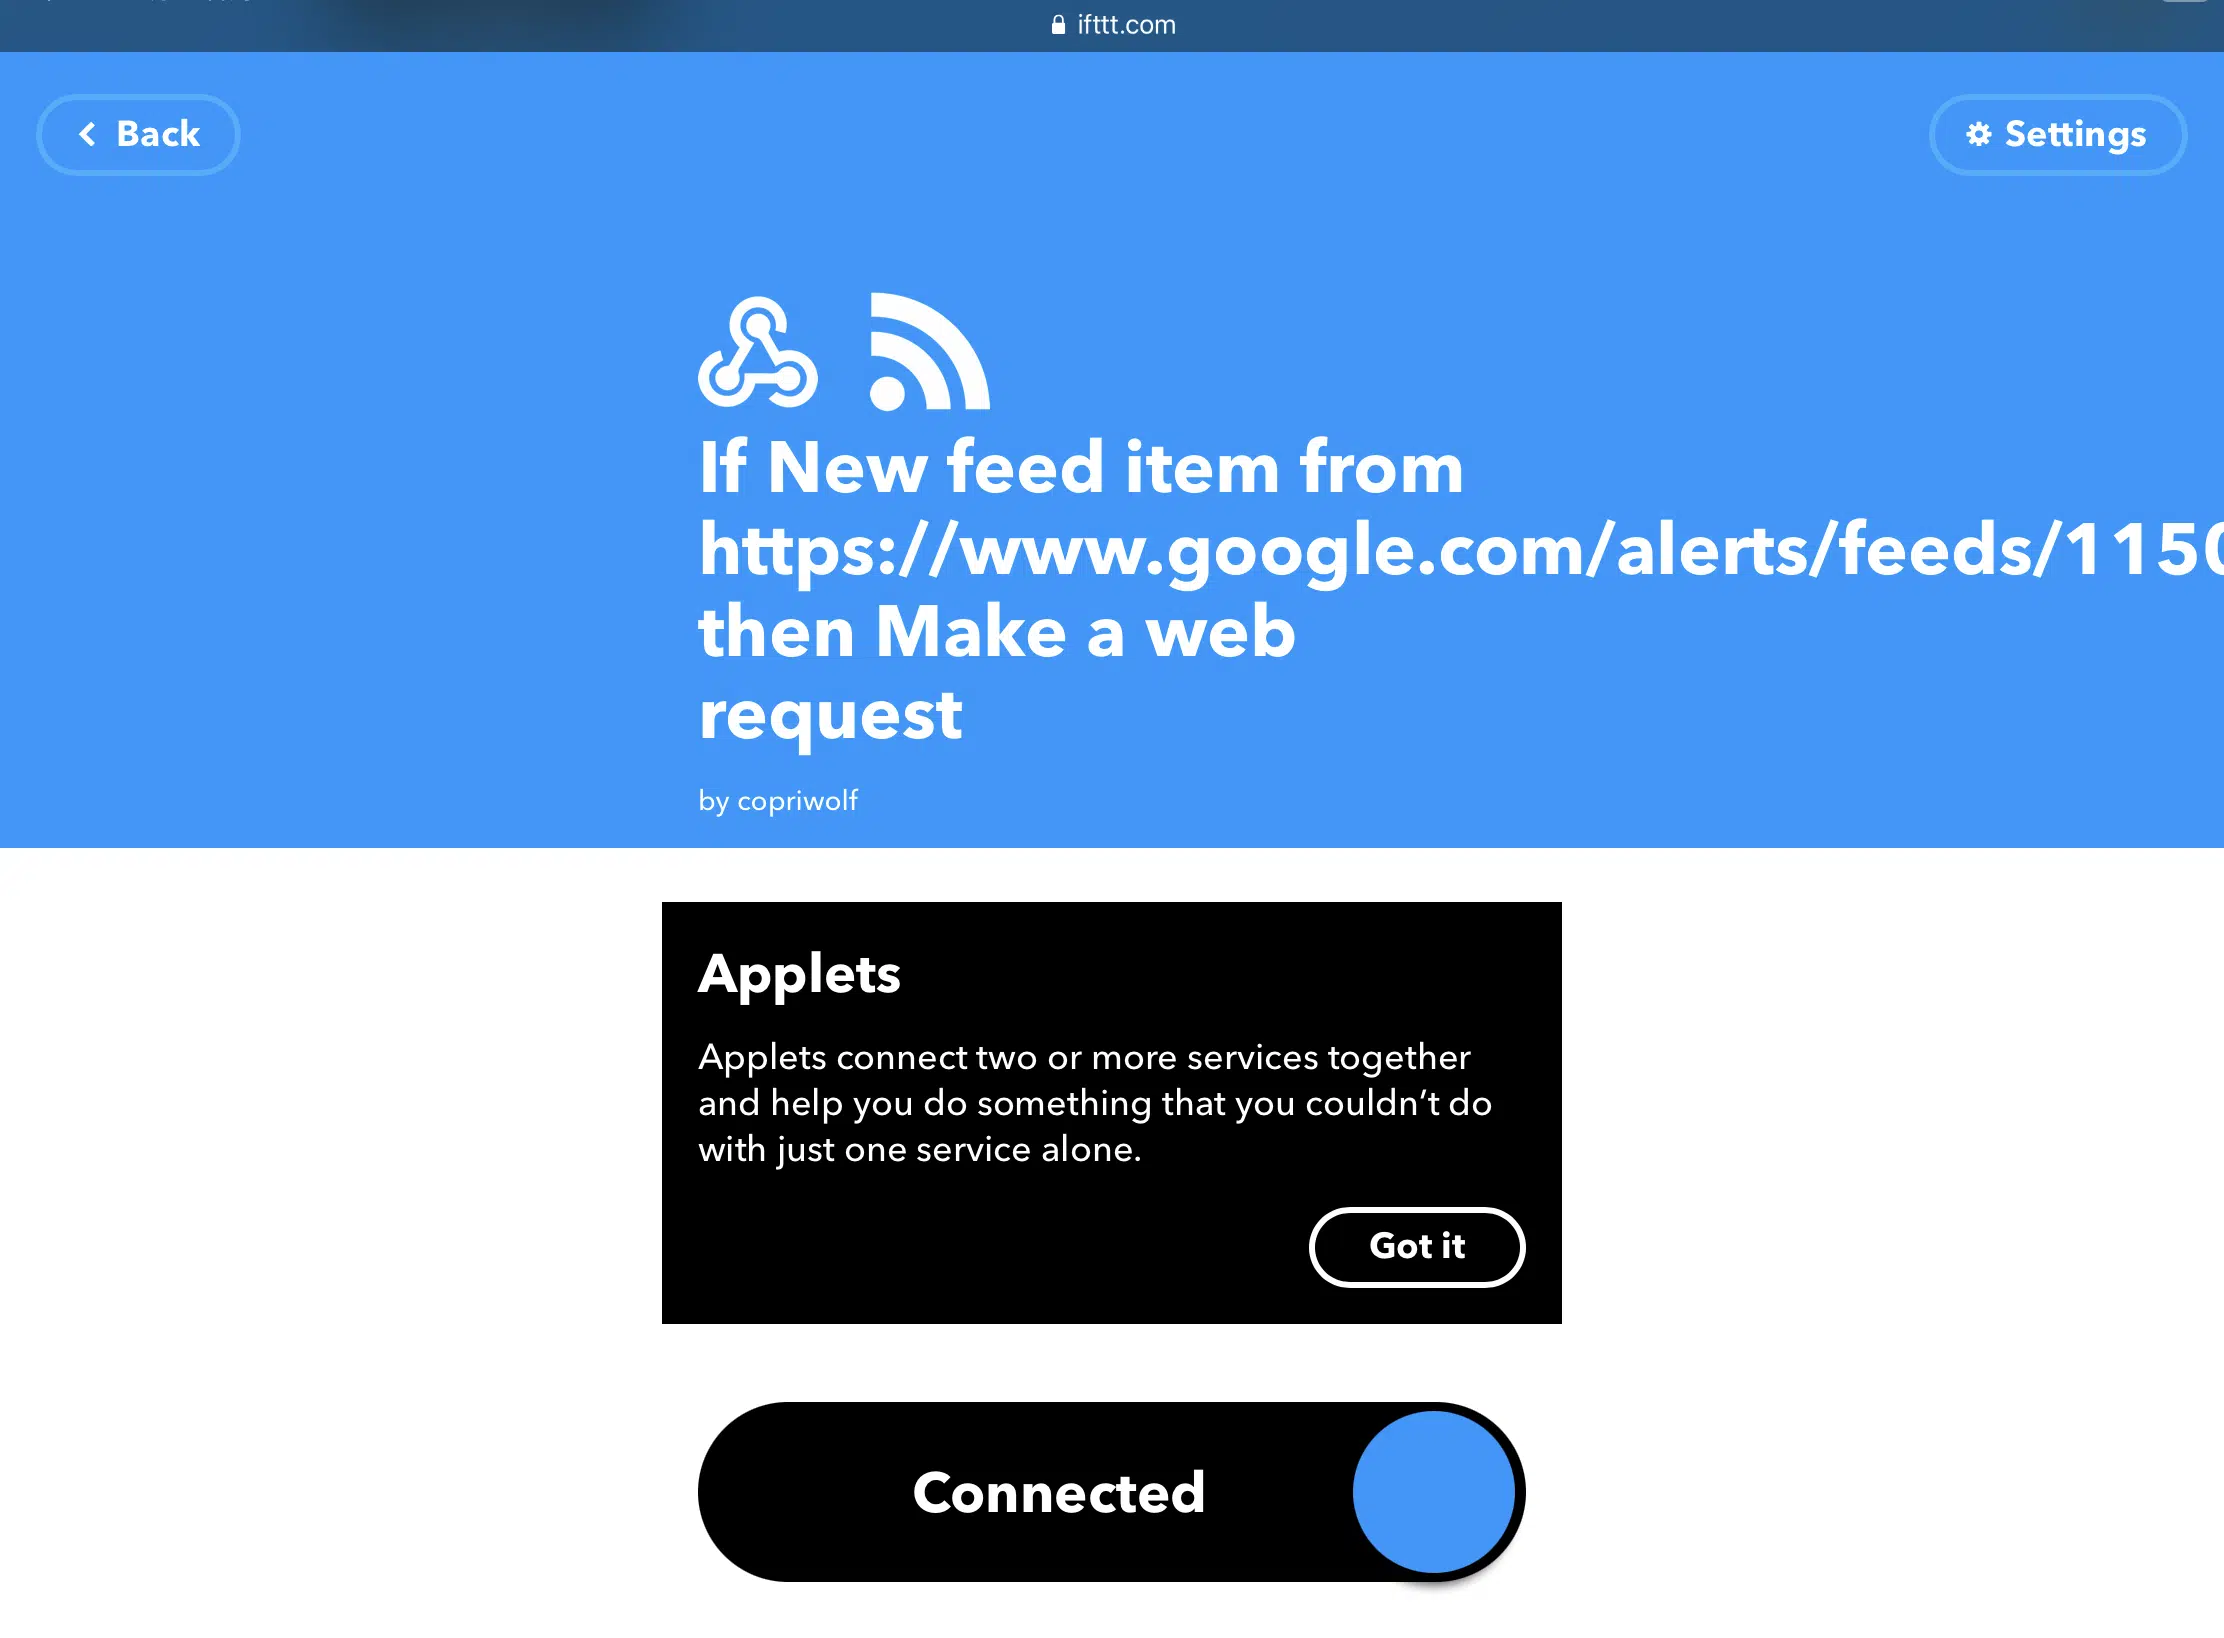 ifttt.com
Back
Settings
If New feed item from
https://www.google.com/alerts/feeds/1150
then Make a web
request
by copriwolf
Applets
Applets connect two or more services together
and help you do something that you couldn’t do
with just one service alone.
Got it
Connected